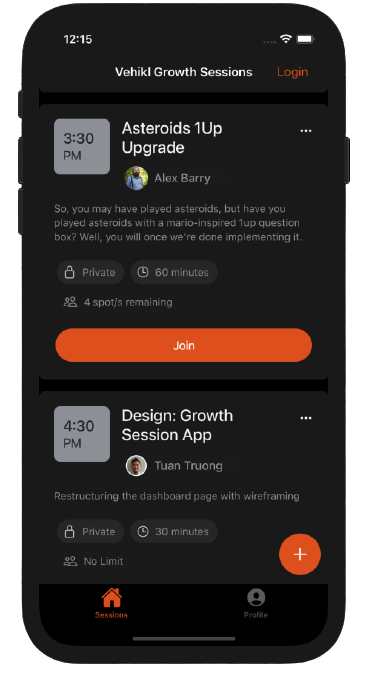 12:15
Vehikl Growth Sessions
Login
3:30
PM
Asteroids 1Up
Upgrade
Alex Barry
So, you may have played asteroids, but have you
played asteroids with a mario-inspired 1up question
box? Well, you will once we're done implementing it.
Private
60 minutes
4 spot/s remaining
Join
4:30
PM
Design: Growth
Session App
Tuan Truong
Restructuring the dashboard page with wireframing
Private
30 minutes
No Limit
Sessions
Profile